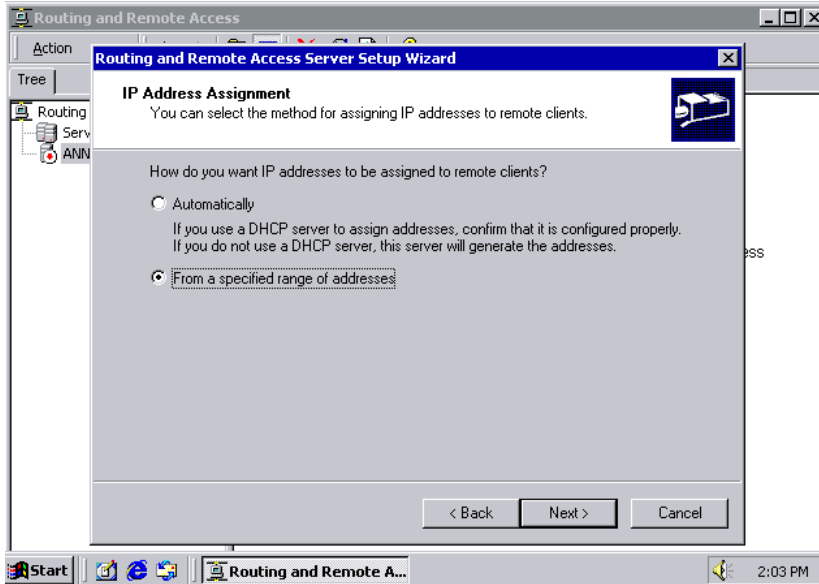 Routing and Remote Access
Action
Tree
Routing
Serv
ANN
Routing and Remote Access Server Setup Wizard
IP Address Assignment
You can select the method for assigning IP addresses to remote clients.
How do you want IP addresses to be assigned to remote clients?
Automatically
If you use a DHCP server to assign addresses, confirm that it is configured properly.
If you do not use a DHCP server, this server will generate the addresses.
From a specified range of addresses
ess
< Back
Next >
Cancel
Start
Routing and Remote A...
2:03 PM